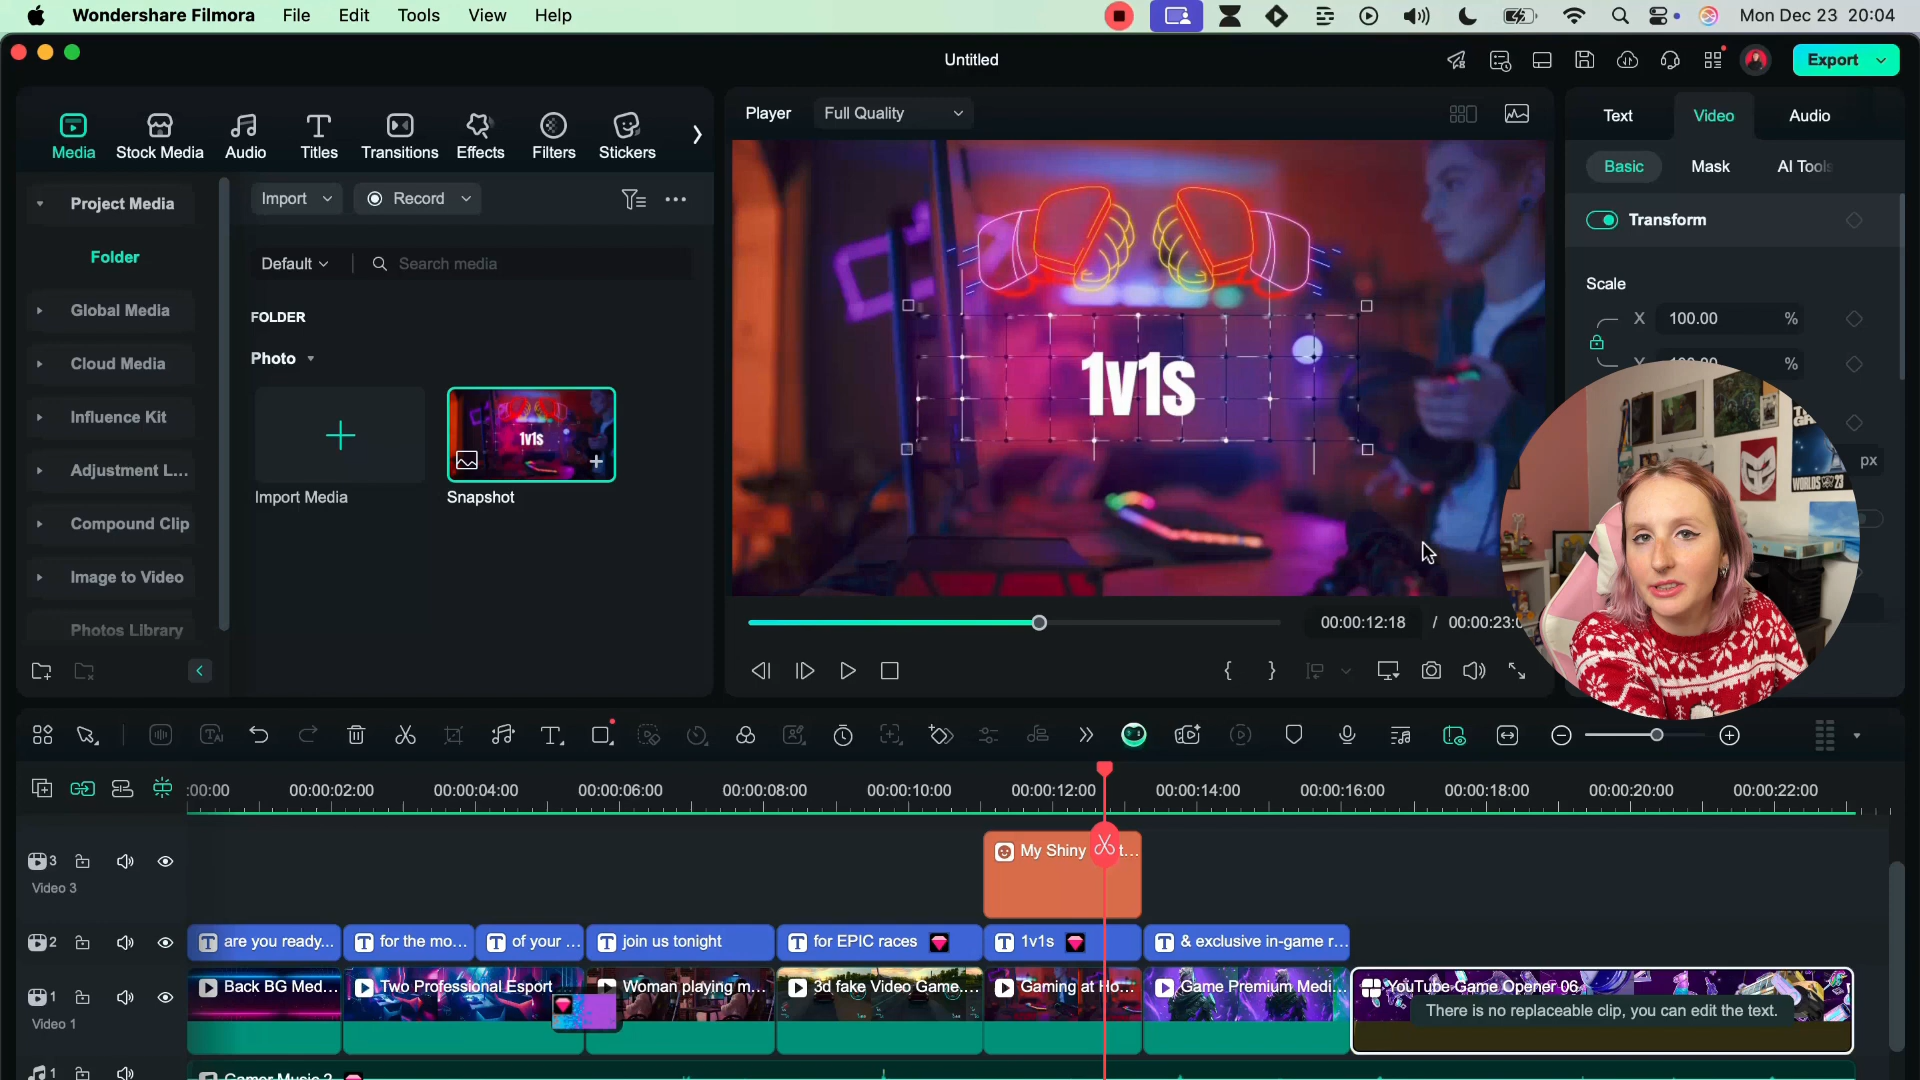 Wondershare Filmora File Edit Tools View Help Mon Dec 23 20:04
Untitled
Export
Media Stock Media Audio Titles Transitions Effects Filters Stickers
Player Full Quality
Text Video Audio
Basic Mask AI Tools
Project Media
Folder
Global Media
Cloud Media
Influence Kit
Adjustment L...
Compound Clip
Image to Video
Photos Library
Import Record
Default Search media
FOLDER
Photo
1v1s
Import Media Snapshot
1v1s
Transform
Scale
X 100.00 %
Y 100.00 %
px
WORLDS 23
00:00:12:18 / 00:00:23:0
:00:00 00:00:02:00 00:00:04:00 00:00:06:00 00:00:08:00 00:00:10:00 00:00:12:00 00:00:14:00 00:00:16:00 00:00:18:00 00:00:20:00 00:00:22:00
3
Video 3
My Shiny t...
2
are you ready... for the mo... of your ... join us tonight for EPIC races 1v1s & exclusive in-game r...
1
Video 1
Back BG Med... Two Professional Esport Woman playing m... 3d fake Video Game.... Gaming at Ho... Game Premium Medi... YouTube Game Opener 06
There is no replaceable clip, you can edit the text.
1
Gamer Music 2